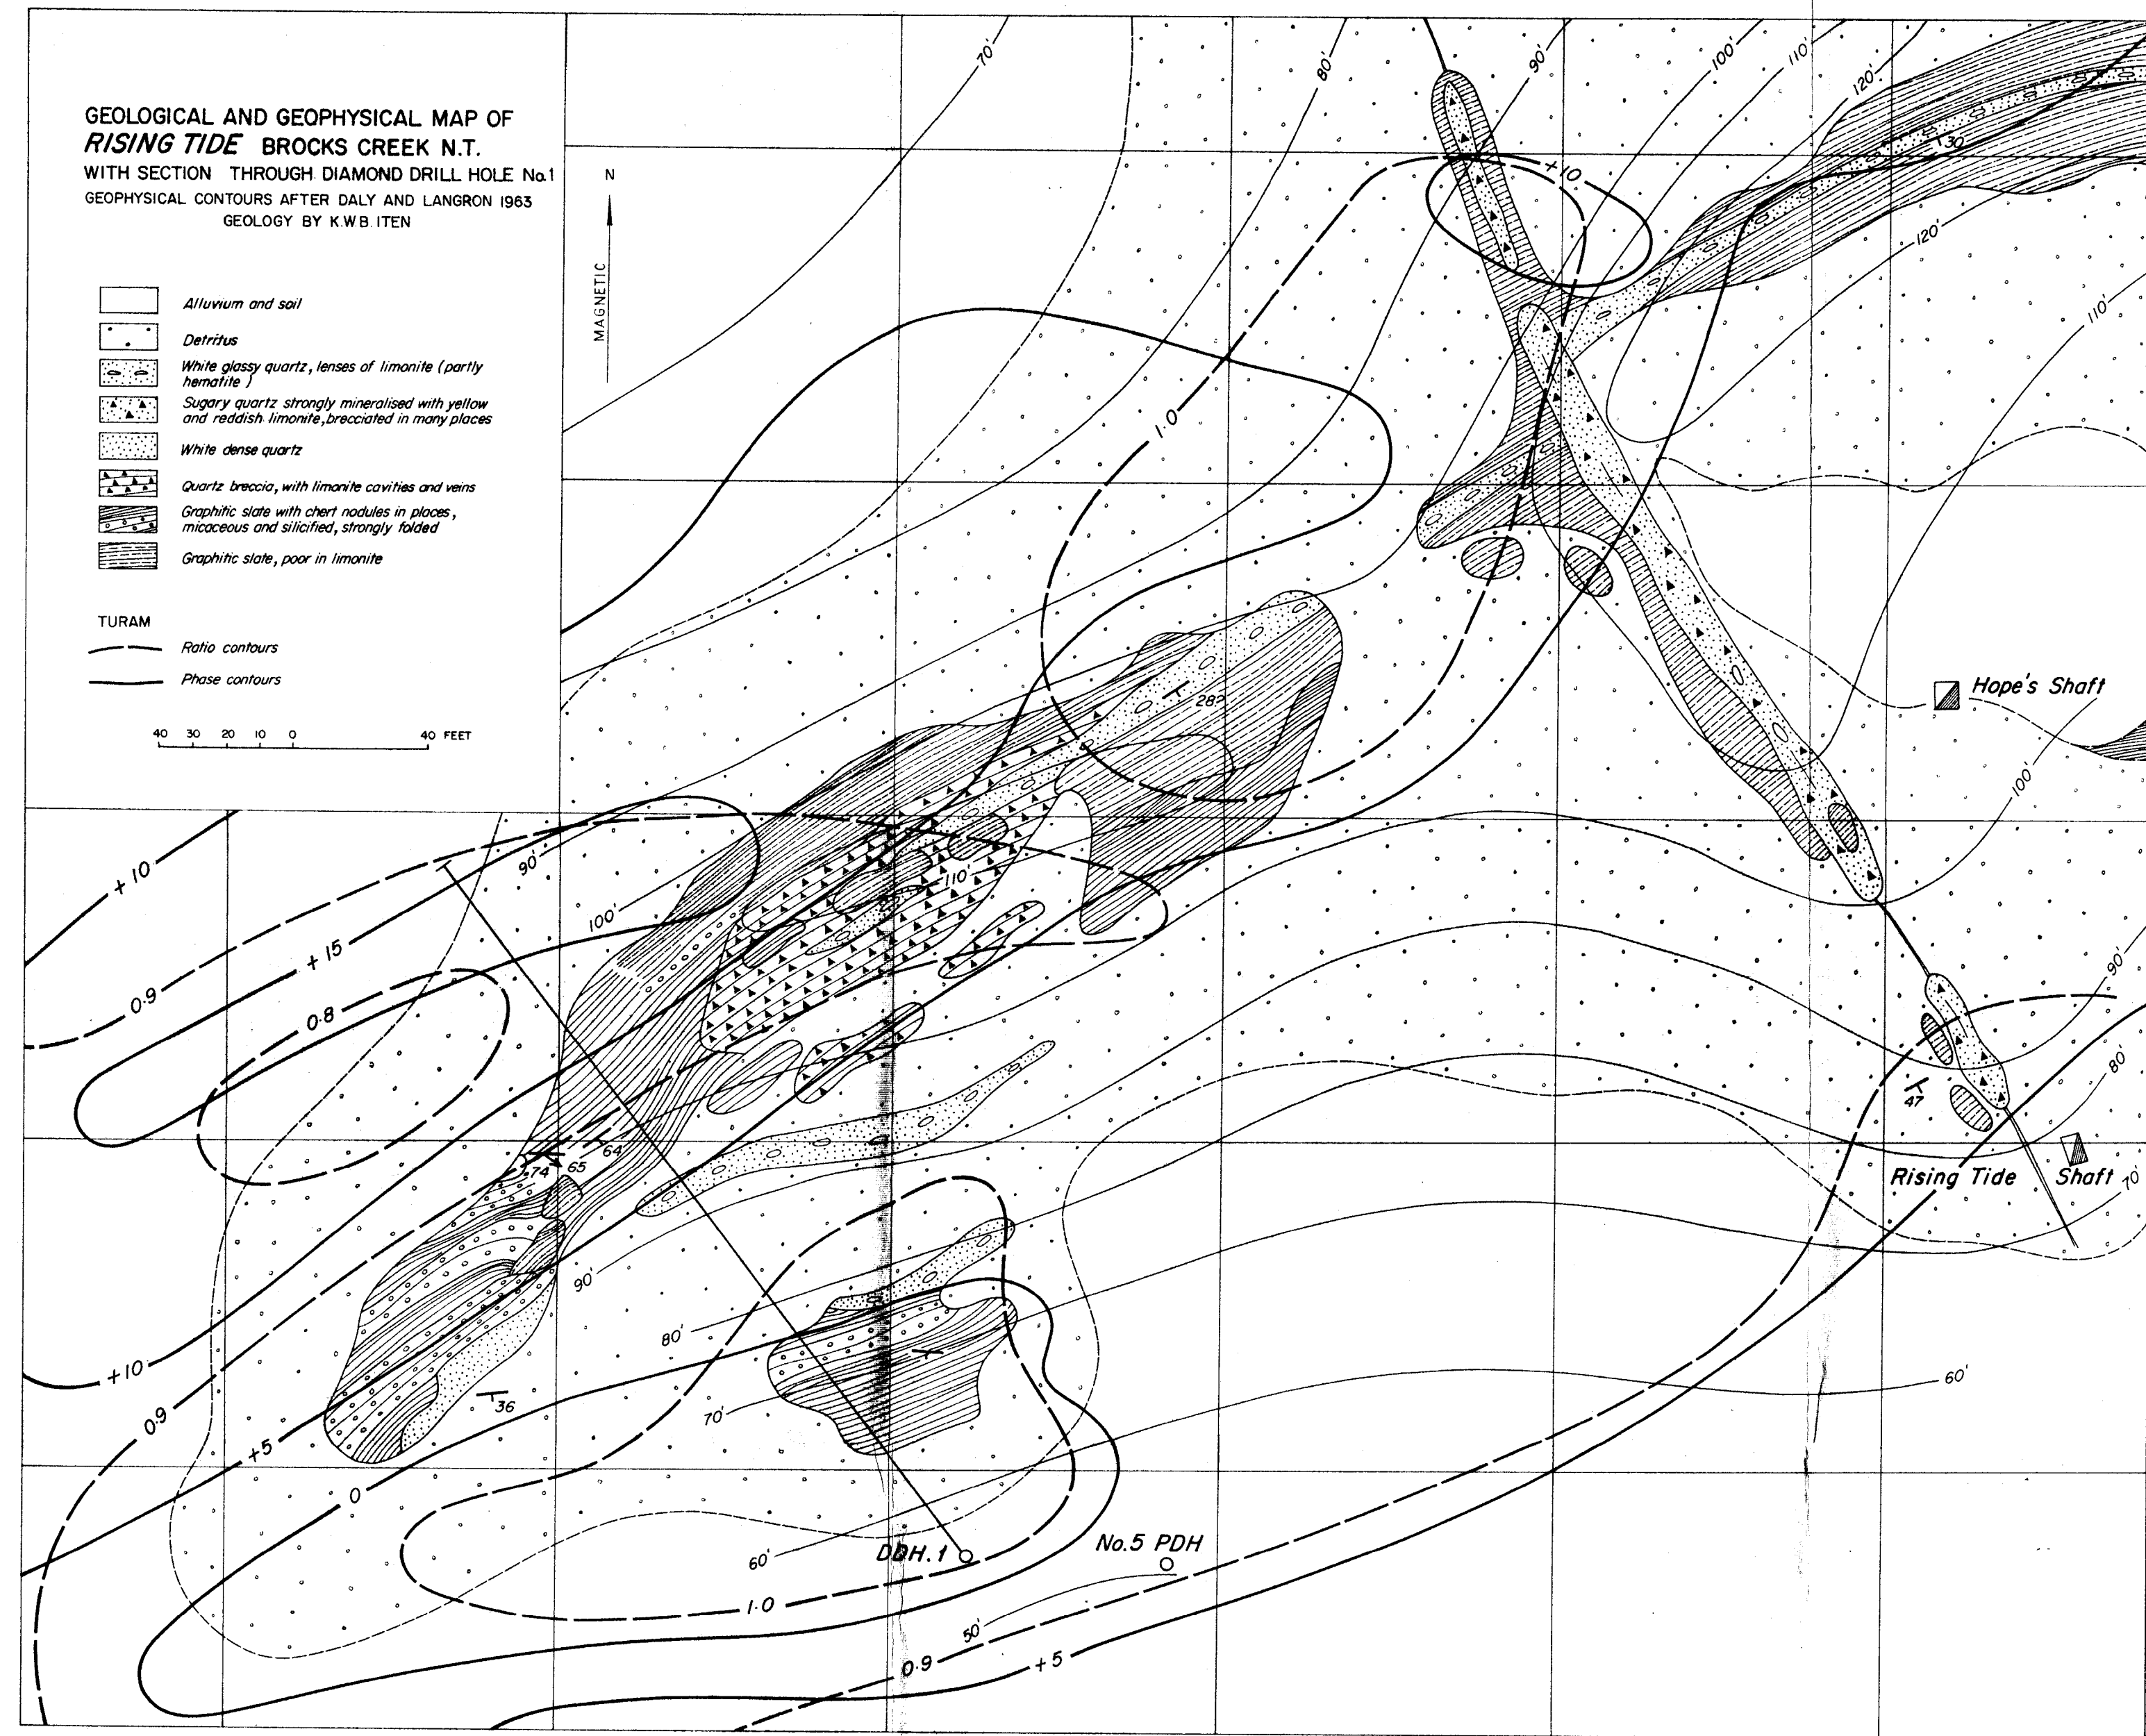 GEOLOGICAL AND GEOPHYSICAL MAP OF
RISING TIDE BROCKS CREEK N.T.
WITH SECTION THROUGH DIAMOND DRILL HOLE No.1
GEOPHYSICAL CONTOURS AFTER DALY AND LANGRON 1963
GEOLOGY BY K.W.B. ITEN
Alluvium and soil
Detritus
White glassy quartz, lenses of limonite (partly
hematite )
Sugary quartz strongly mineralised with yellow
and reddish limonite, brecciated in many places
White dense quartz
Quartz breccia, with limonite cavities and veins
Graphitic slate with chert nodules in places,
micaceous and silicified, strongly folded
Graphitic slate, poor in limonite
TURAM
Ratio contours
Phase contours
40 30 20 10 0 40 FEET
N
MAGNETIC
70'
80'
90'
100'
110'
120'
+10
30
120'
110'
1.0
28?
Hope's Shaft
100'
+10
90'
110'
100'
+15
0.9
0.8
90'
80'
47
64
65
74
Rising Tide Shaft
70'
90'
80'
+10
0.9
36
70'
60'
+5
0
60'
DDH.1
No.5 PDH
1.0
50'
0.9
+5